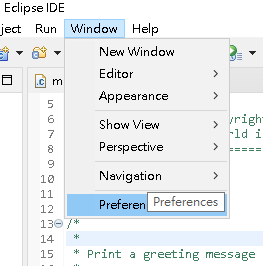 Eclipse IDE
ject Run Window Help
m
New Window
Editor
Appearance
Show View
Perspective
Navigation
Preferen Preferences
5
6 yright
7 rld i
8 =====
9
10
11
12
13 /*
14 *
15 * Print a greeting message